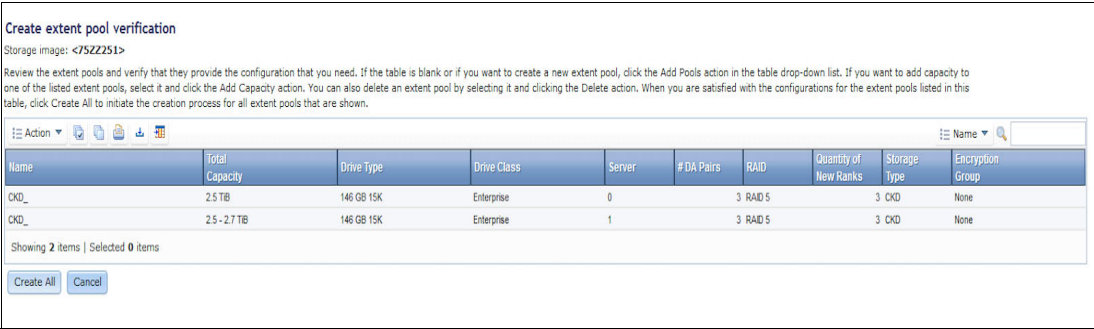 Create extent pool verification
Storage image: <75ZZ251>
Review the extent pools and verify that they provide the configuration that you need. If the table is blank or if you want to create a new extent pool, click the Add Pools action in the table drop-down list. If you want to add capacity to
one of the listed extent pools, select it and click the Add Capacity action. You can also delete an extent pool by selecting it and clicking the Delete action. When you are satisfied with the configurations for the extent pools listed in this
table, click Create All to initiate the creation process for all extent pools that are shown.
Action Name
Name Total Capacity Drive Type Drive Class Server # DA Pairs RAID Quantity of New Ranks Storage Type Encryption Group
CKD_ 2.5 TiB 146 GB 15K Enterprise 0 3 RAID 5 3 CKD None
CKD_ 2.5 - 2.7 TiB 146 GB 15K Enterprise 1 3 RAID 5 3 CKD None
Showing 2 items | Selected 0 items
Create All Cancel